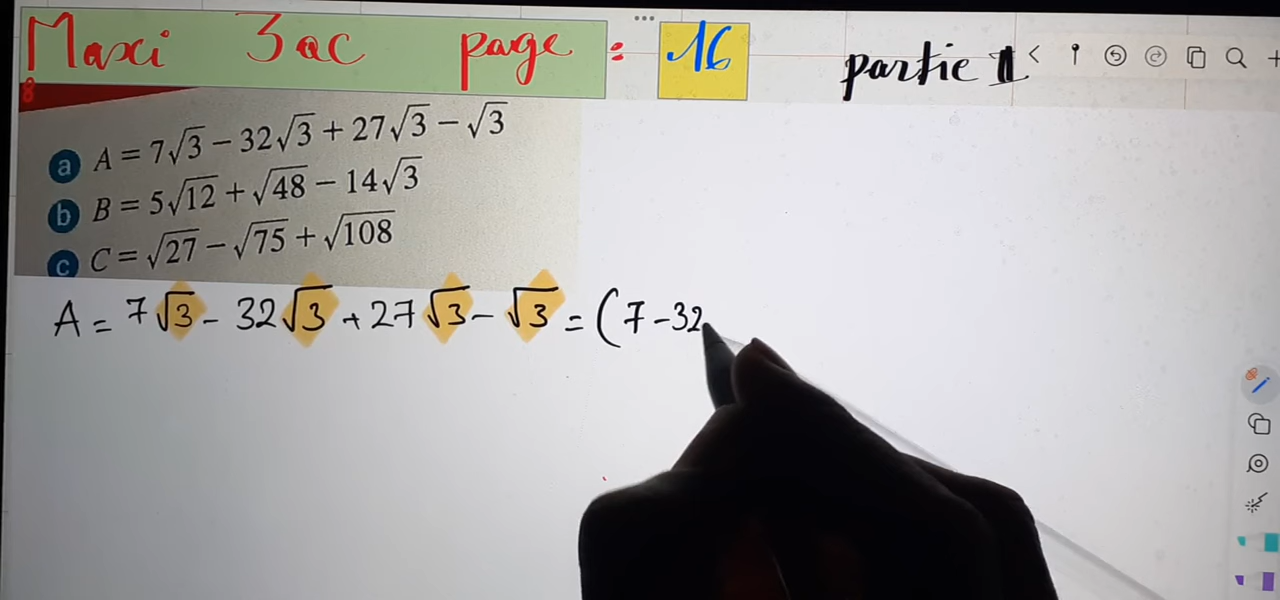 Maxi 3ac page : 16 partie 1
8
a A = 7√3 − 32√3 + 27√3 − √3
b B = 5√12 + √48 − 14√3
c C = √27 − √75 + √108
A = 7√3 - 32√3 + 27√3 - √3 = (7-32